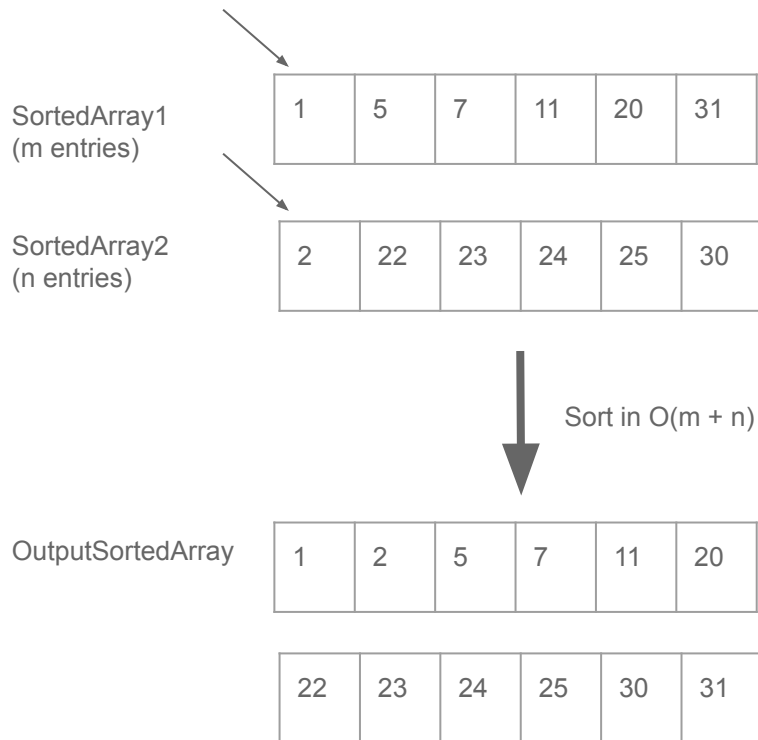 SortedArray1
(m entries)
1 5 7 11 20 31
SortedArray2
(n entries)
2 22 23 24 25 30
Sort in O(m + n)
OutputSortedArray
1 2 5 7 11 20
22 23 24 25 30 31